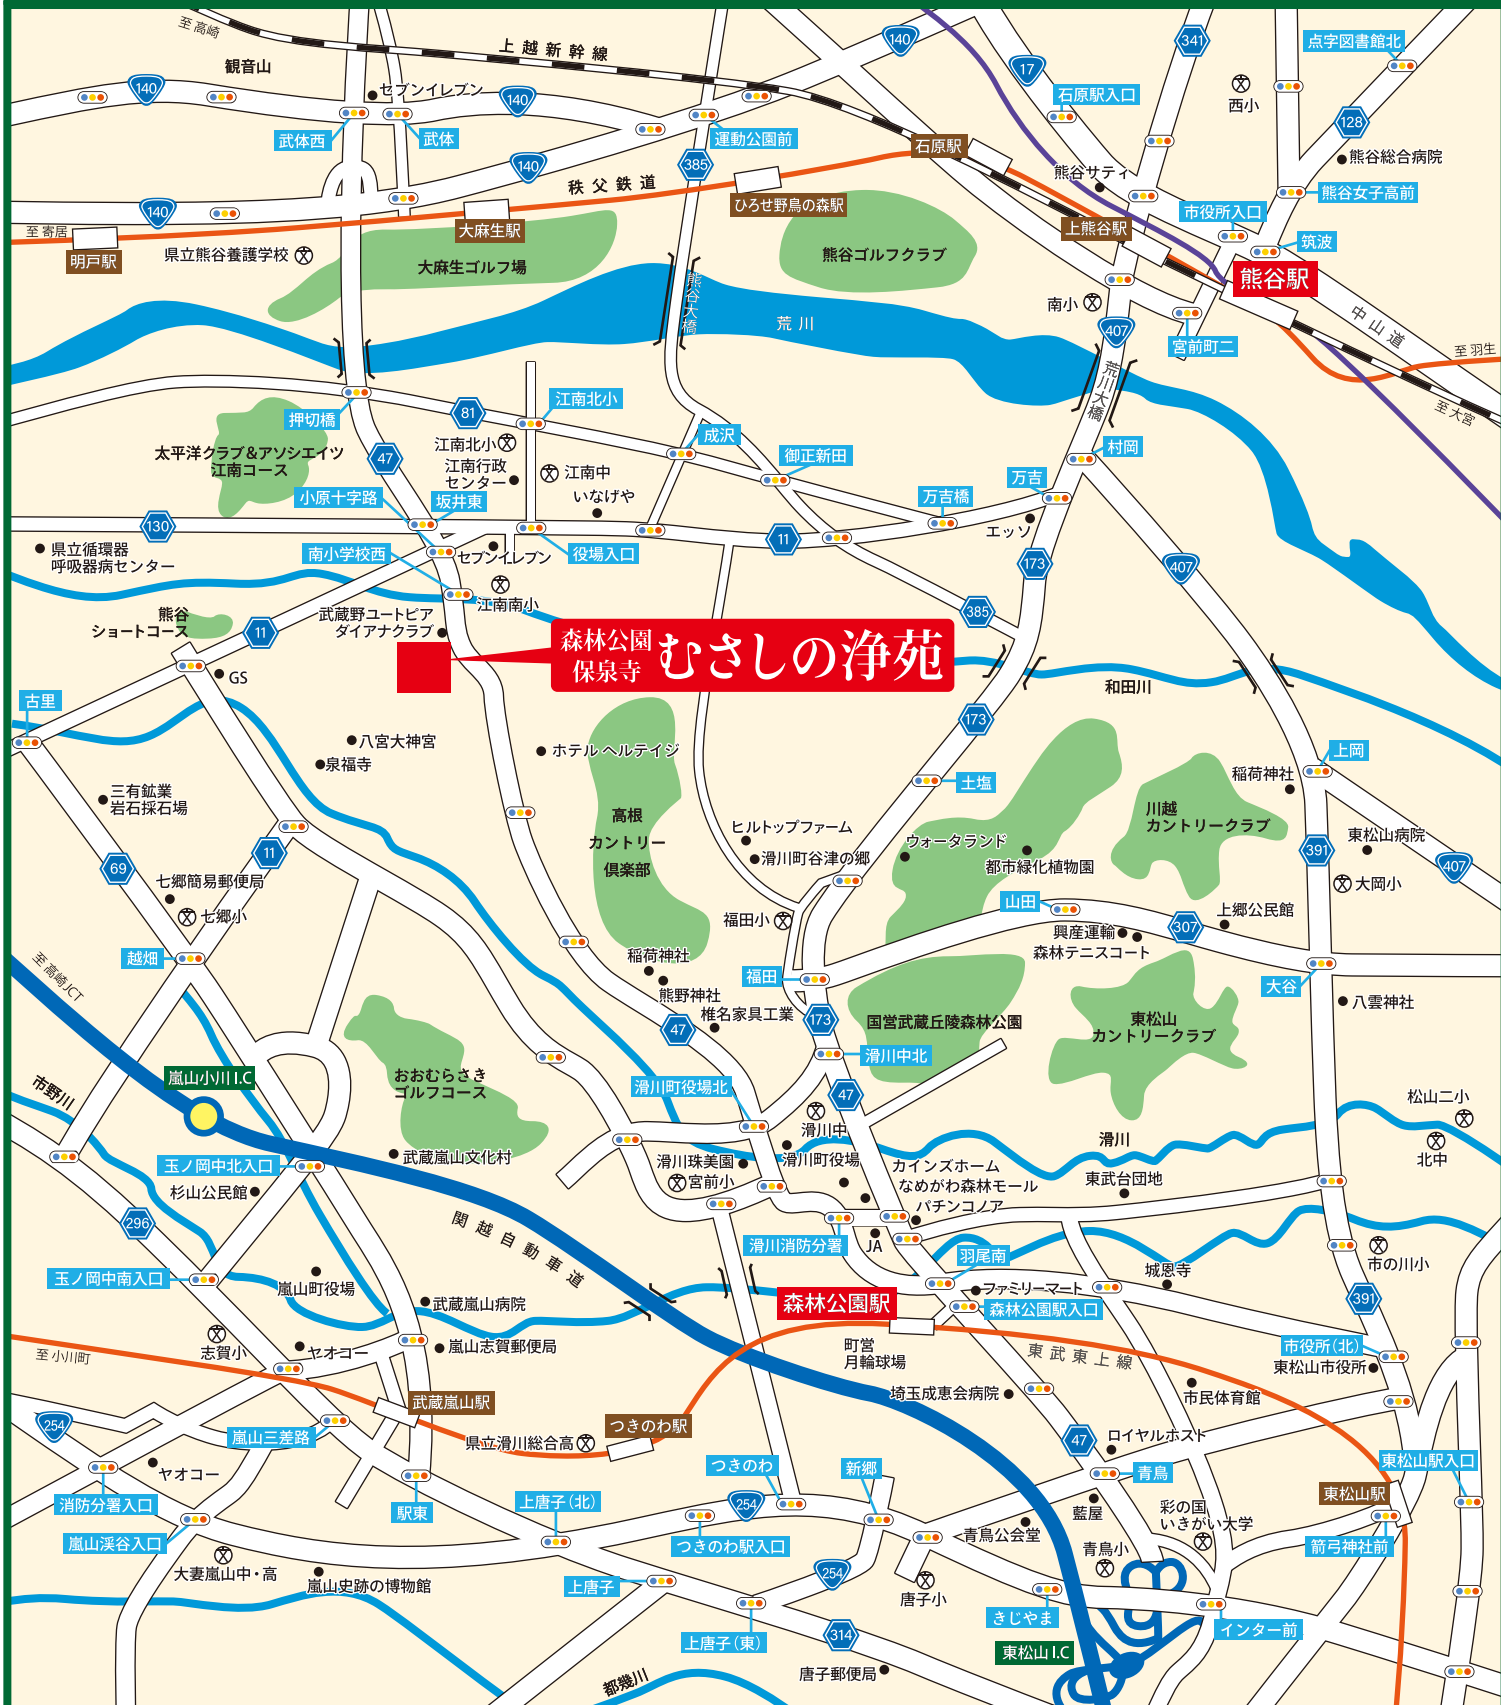 至 高崎
上越新幹線
140
17
341
点字図書館北
観音山
140
セブンイレブン
140
石原駅入口
西小
128
武体西
武体
運動公園前
石原駅
熊谷総合病院
385
140
秩父鉄道
熊谷サティ
熊谷女子高前
140
ひろせ野鳥の森駅
市役所入口
至 寄居
大麻生駅
上熊谷駅
筑波
明戸駅
県立熊谷養護学校
大麻生ゴルフ場
熊谷ゴルフクラブ
熊谷駅
熊谷大橋
荒川
南小
407
中山道
宮前町二
至 羽生
荒川大橋
至 大宮
押切橋
81
江南北小
太平洋クラブ&アソシエイツ
江南コース
47
江南北小
成沢
御正新田
村岡
江南行政
センター
江南中
いなげや
万吉
小原十字路
坂井東
万吉橋
130
11
エッソ
県立循環器
呼吸器病センター
南小学校西
セブンイレブン
役場入口
173
407
江南南小
熊谷
ショートコース
11
武蔵野ユートピア
ダイアナクラブ
385
森林公園
保泉寺
むさしの浄苑
GS
和田川
古里
173
八宮大神宮
ホテル ヘルテイジ
上岡
泉福寺
稲荷神社
三有鉱業
岩石採石場
土塩
高根
カントリー
倶楽部
ヒルトップファーム
川越
カントリークラブ
滑川町谷津の郷
ウォータランド
都市緑化植物園
391
東松山病院
69
11
407
七郷簡易郵便局
七郷小
大岡小
山田
福田小
上郷公民館
307
興産運輸
森林テニスコート
越畑
稲荷神社
福田
大谷
至 高崎JCT
熊野神社
椎名家具工業
八雲神社
47
173
国営武蔵丘陵森林公園
東松山
カントリークラブ
滑川中北
嵐山小川 I.C
市野川
おおむらさき
ゴルフコース
滑川町役場北
47
松山二小
滑川中
滑川
北中
武蔵嵐山文化村
滑川珠美園
宮前小
滑川町役場
玉ノ岡中北入口
カインズホーム
なめがわ森林モール
東武台団地
杉山公民館
パチンコノア
296
関越自動車道
滑川消防分署
JA
羽尾南
市の川小
玉ノ岡中南入口
嵐山町役場
城恩寺
ファミリーマート
武蔵嵐山病院
森林公園駅
森林公園駅入口
391
志賀小
ヤオコー
嵐山志賀郵便局
町営
月輪球場
市役所(北)
至 小川町
東武東上線
東松山市役所
武蔵嵐山駅
埼玉成恵会病院
市民体育館
254
つきのわ駅
嵐山三差路
県立滑川総合高
47
ロイヤルホスト
ヤオコー
つきのわ
新郷
青鳥
東松山駅入口
消防分署入口
駅東
上唐子(北)
254
藍屋
彩の国
いきがい大学
東松山駅
嵐山渓谷入口
つきのわ駅入口
青鳥公会堂
青鳥小
箭弓神社前
大妻嵐山中・高
嵐山史跡の博物館
上唐子
254
唐子小
きじやま
上唐子(東)
314
インター前
東松山 I.C
都幾川
唐子郵便局